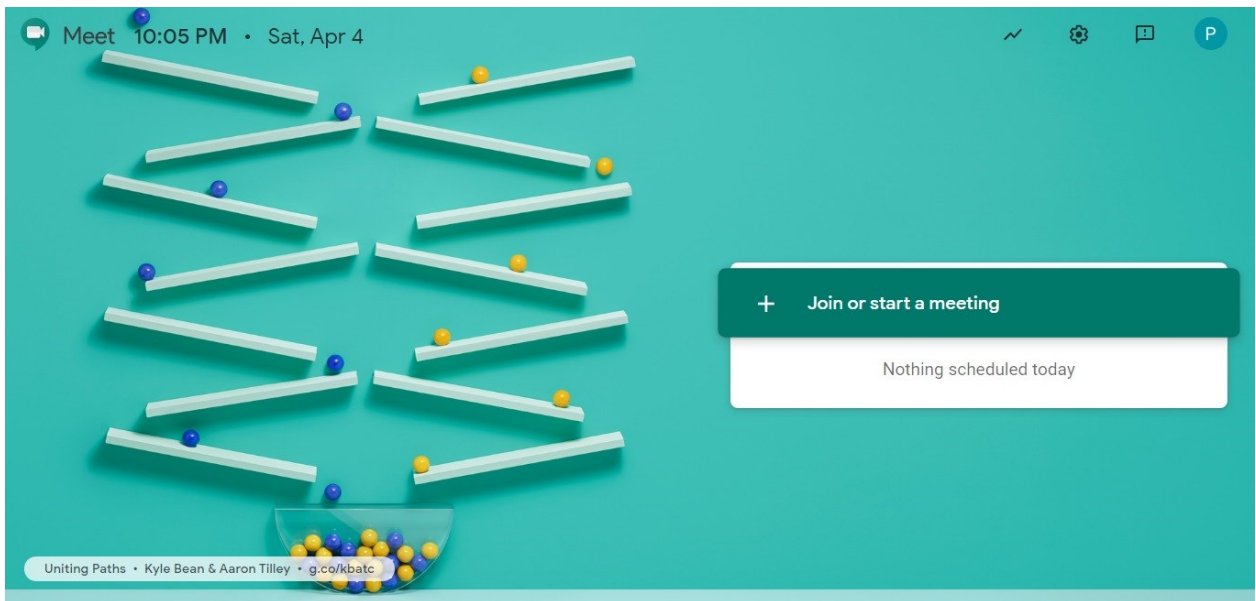 Meet 10:05 PM • Sat, Apr 4
P
Join or start a meeting
Nothing scheduled today
Uniting Paths • Kyle Bean & Aaron Tilley • g.co/kbatc